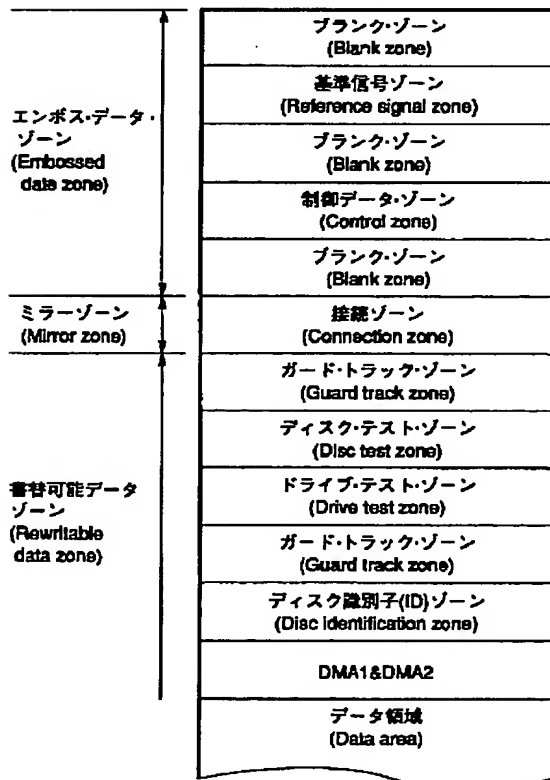 ブランク・ゾーン
(Blank zone)
基準信号ゾーン
(Reference signal zone)
エンボス・データ・
ゾーン
(Embossed
date zone)
ブランク・ゾーン
(Blank zone)
制御データ・ゾーン
(Control zone)
ブランク・ゾーン
(Blank zone)
ミラーゾーン
(Mirror zone)
接続ゾーン
(Connection zone)
ガード・トラック・ゾーン
(Guard track zone)
ディスク・テスト・ゾーン
(Disc test zone)
書替可能データ
ゾーン
(Rewritable
data zone)
ドライブ・テスト・ゾーン
(Drive test zone)
ガード・トラック・ゾーン
(Guard track zone)
ディスク識別子(ID)ゾーン
(Disc identification zone)
DMA1&DMA2
データ領域
(Data area)